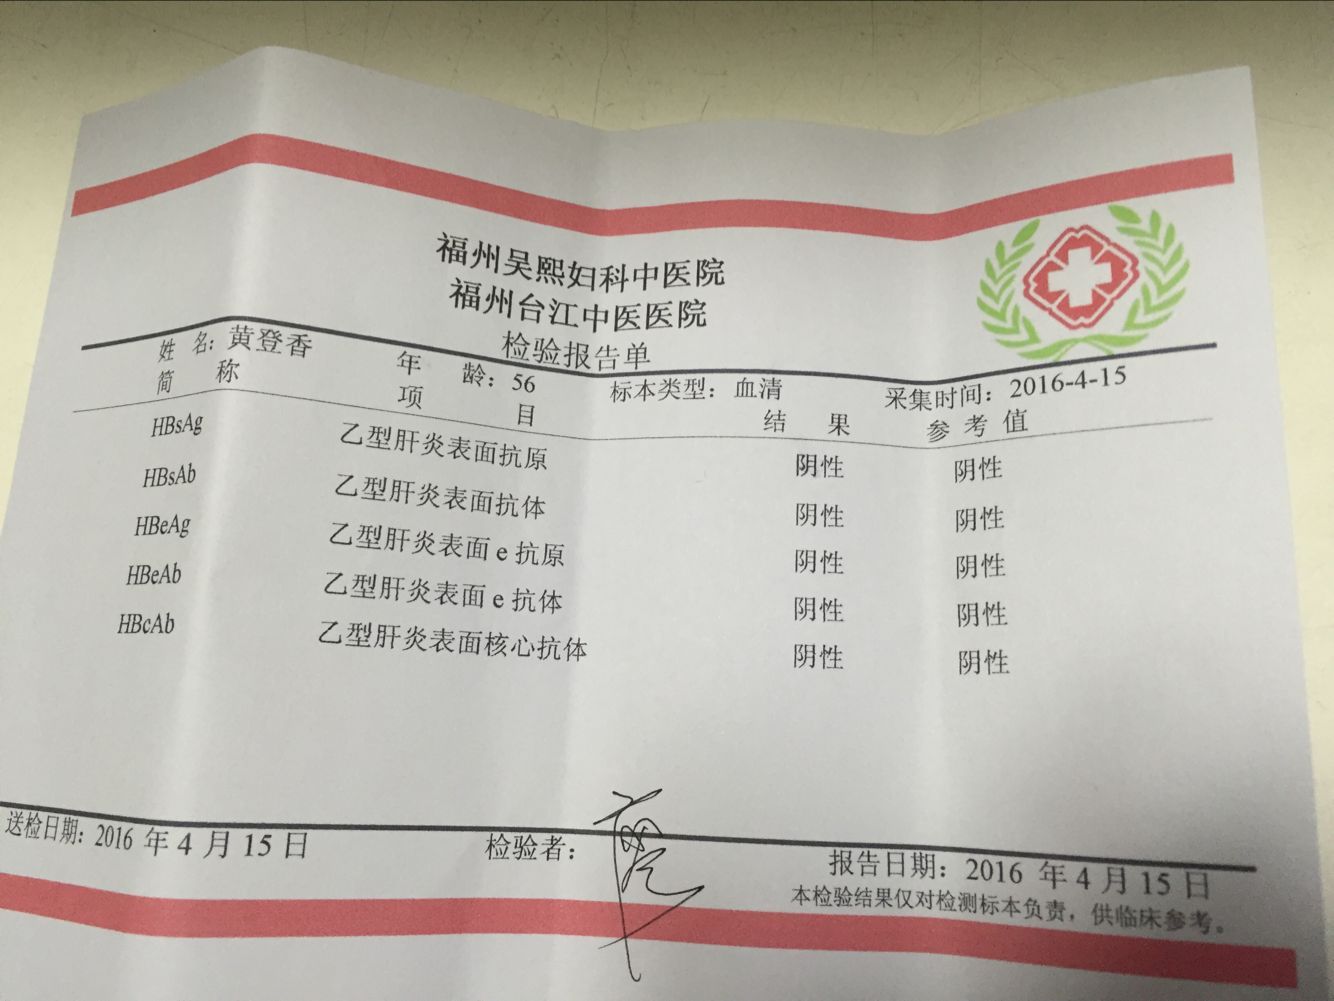 福州吴熙妇科中医院
福州台江中医医院
检验报告单
姓 名：黄登香 年 龄：56 标本类型：血清 采集时间：2016-4-15
简 称 项 目 结 果 参 考 值
HBsAg 乙型肝炎表面抗原 阴性 阴性
HBsAb 乙型肝炎表面抗体 阴性 阴性
HBeAg 乙型肝炎表面 e 抗原 阴性 阴性
HBeAb 乙型肝炎表面 e 抗体 阴性 阴性
HBcAb 乙型肝炎表面核心抗体 阴性 阴性
送检日期：2016 年 4 月 15 日 检验者： 报告日期：2016 年 4 月 15 日
本检验结果仅对检测标本负责，供临床参考。